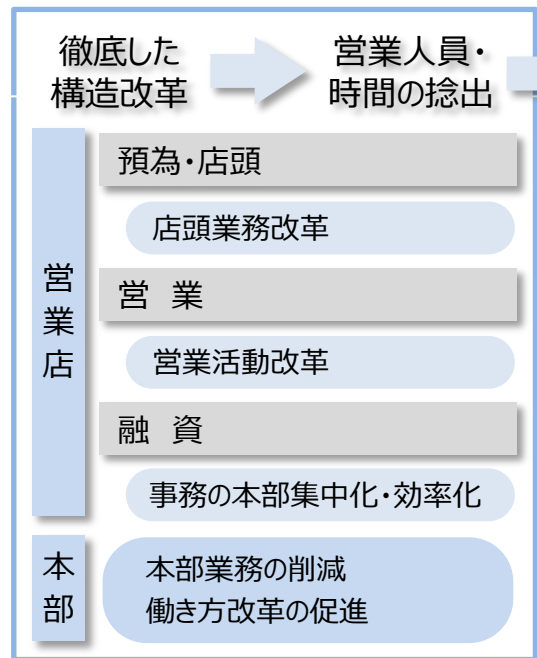 徹底した
構造改革
営業人員・
時間の捻出
営業店
預為・店頭
店頭業務改革
営 業
営業活動改革
融 資
事務の本部集中化・効率化
本部
本部業務の削減
働き方改革の促進